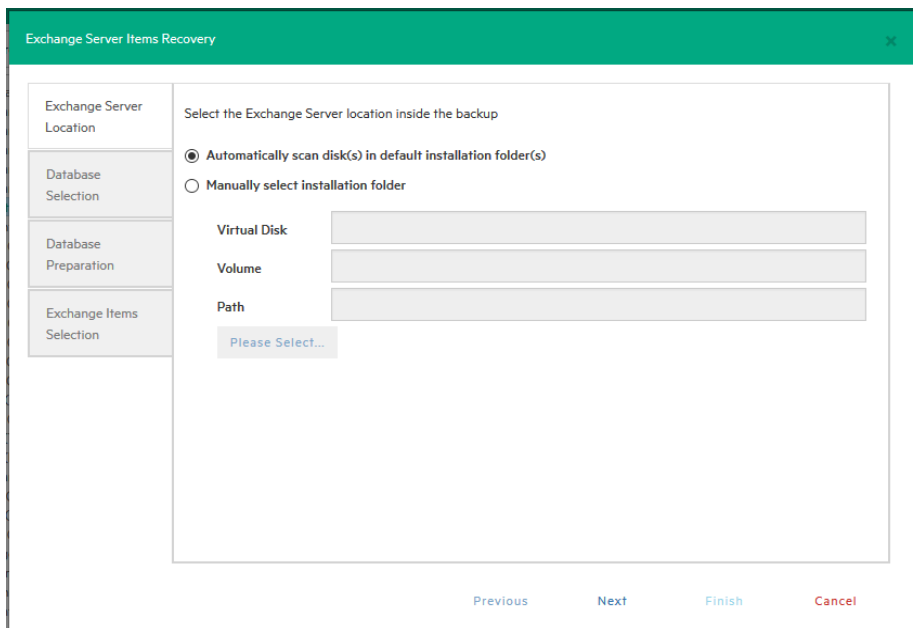 Exchange Server Items Recovery
Exchange Server
Location
Database
Selection
Database
Preparation
Exchange Items
Selection
Select the Exchange Server location inside the backup
Automatically scan disk(s) in default installation folder(s)
Manually select installation folder
Virtual Disk
Volume
Path
Please Select...
Previous
Next
Finish
Cancel